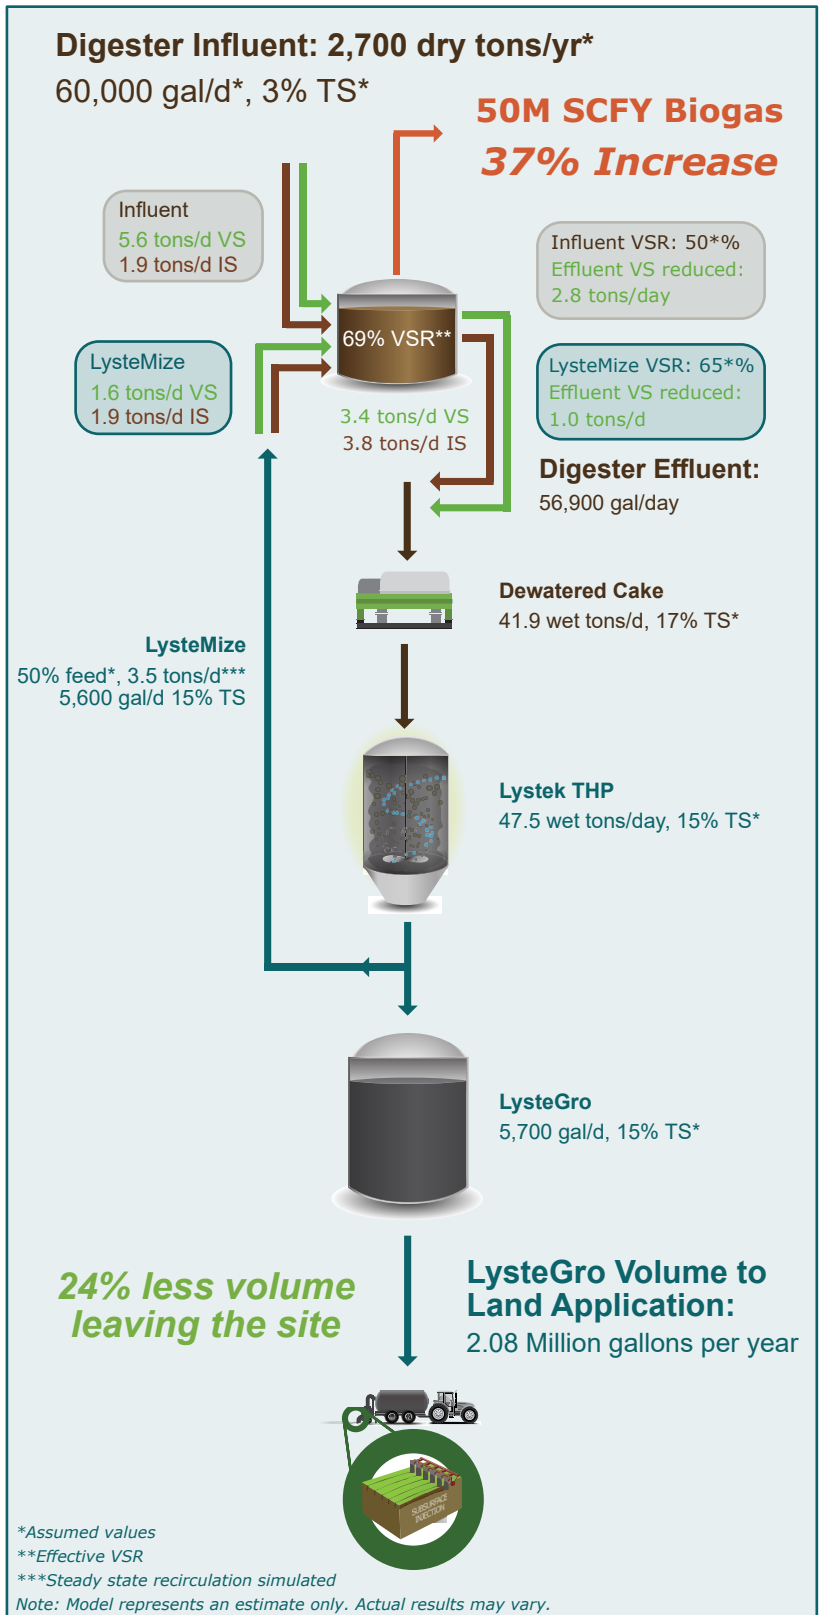 Digester Influent: 2,700 dry tons/yr*
60,000 gal/d*, 3% TS*
50M SCFY Biogas
37% Increase
Influent
5.6 tons/d VS
1.9 tons/d IS
Influent VSR: 50*%
Effluent VS reduced:
2.8 tons/day
69% VSR**
LysteMize
1.6 tons/d VS
1.9 tons/d IS
LysteMize VSR: 65*%
Effluent VS reduced:
1.0 tons/d
3.4 tons/d VS
3.8 tons/d IS
Digester Effluent:
56,900 gal/day
Dewatered Cake
41.9 wet tons/d, 17% TS*
LysteMize
50% feed*, 3.5 tons/d***
5,600 gal/d 15% TS
Lystek THP
47.5 wet tons/day, 15% TS*
LysteGro
5,700 gal/d, 15% TS*
24% less volume
leaving the site
LysteGro Volume to
Land Application:
2.08 Million gallons per year
SUBSURFACE
INJECTION
*Assumed values
**Effective VSR
***Steady state recirculation simulated
Note: Model represents an estimate only. Actual results may vary.